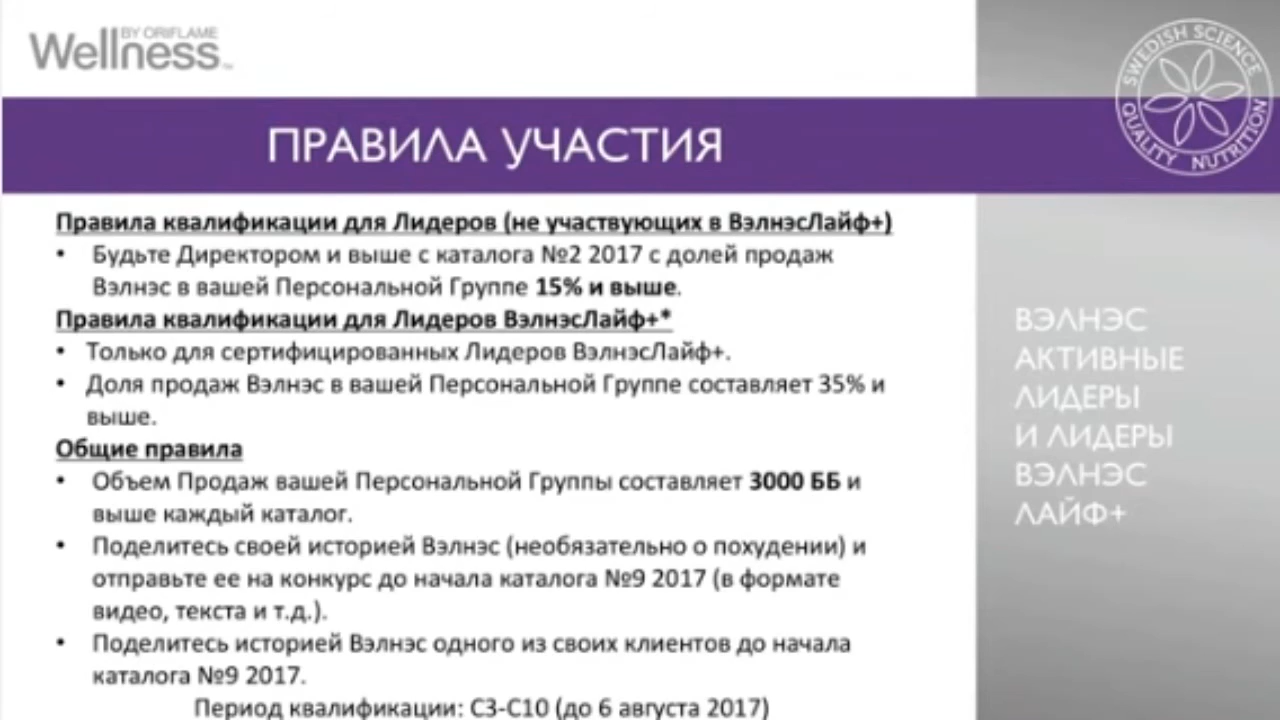 BY ORIFLAME
Wellness™
SWEDISH SCIENCE
QUALITY NUTRITION
ПРАВИЛА УЧАСТИЯ
Правила квалификации для Лидеров (не участвующих в ВэлнэсЛайф+)
• Будьте Директором и выше с каталога №2 2017 с долей продаж
Вэлнэс в вашей Персональной Группе 15% и выше.
Правила квалификации для Лидеров ВэлнэсЛайф+*
• Только для сертифицированных Лидеров ВэлнэсЛайф+.
• Доля продаж Вэлнэс в вашей Персональной Группе составляет 35% и
выше.
Общие правила
• Объем Продаж вашей Персональной Группы составляет 3000 ББ и
выше каждый каталог.
• Поделитесь своей историей Вэлнэс (необязательно о похудении) и
отправьте ее на конкурс до начала каталога №9 2017 (в формате
видео, текста и т.д.).
• Поделитесь историей Вэлнэс одного из своих клиентов до начала
каталога №9 2017.
Период квалификации: С3-С10 (до 6 августа 2017)
ВЭЛНЭС
АКТИВНЫЕ
ЛИДЕРЫ
И ЛИДЕРЫ
ВЭЛНЭС
ЛАЙФ+